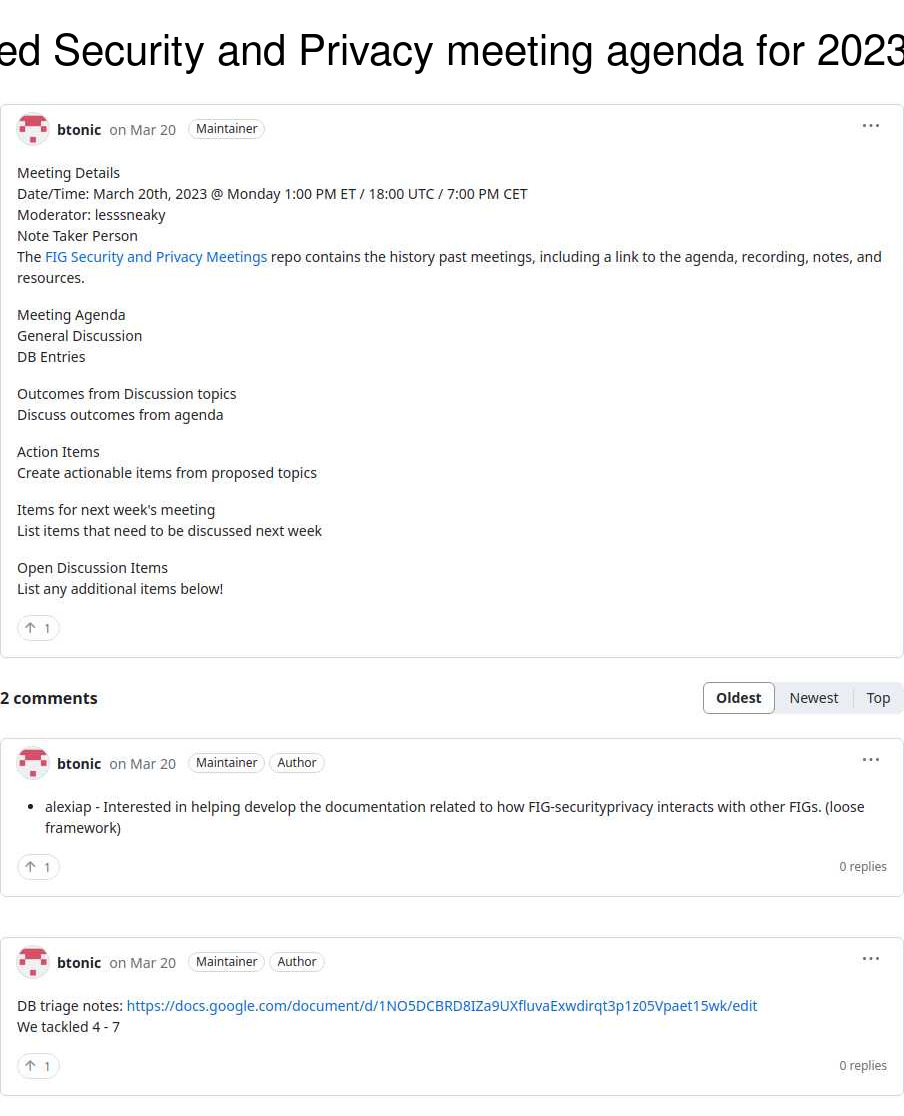 ed Security and Privacy meeting agenda for 2023
btonic on Mar 20 Maintainer ...
Meeting Details
Date/Time: March 20th, 2023 @ Monday 1:00 PM ET / 18:00 UTC / 7:00 PM CET
Moderator: lesssneaky
Note Taker Person
The FIG Security and Privacy Meetings repo contains the history past meetings, including a link to the agenda, recording, notes, and
resources.
Meeting Agenda
General Discussion
DB Entries
Outcomes from Discussion topics
Discuss outcomes from agenda
Action Items
Create actionable items from proposed topics
Items for next week's meeting
List items that need to be discussed next week
Open Discussion Items
List any additional items below!
↑ 1
2 comments Oldest Newest Top
btonic on Mar 20 Maintainer Author ...
• alexiap - Interested in helping develop the documentation related to how FIG-securityprivacy interacts with other FIGs. (loose
framework)
↑ 1 0 replies
btonic on Mar 20 Maintainer Author ...
DB triage notes: https://docs.google.com/document/d/1NO5DCBRD8IZa9UXfluvaExwdirqt3p1z05Vpaet15wk/edit
We tackled 4 - 7
↑ 1 0 replies